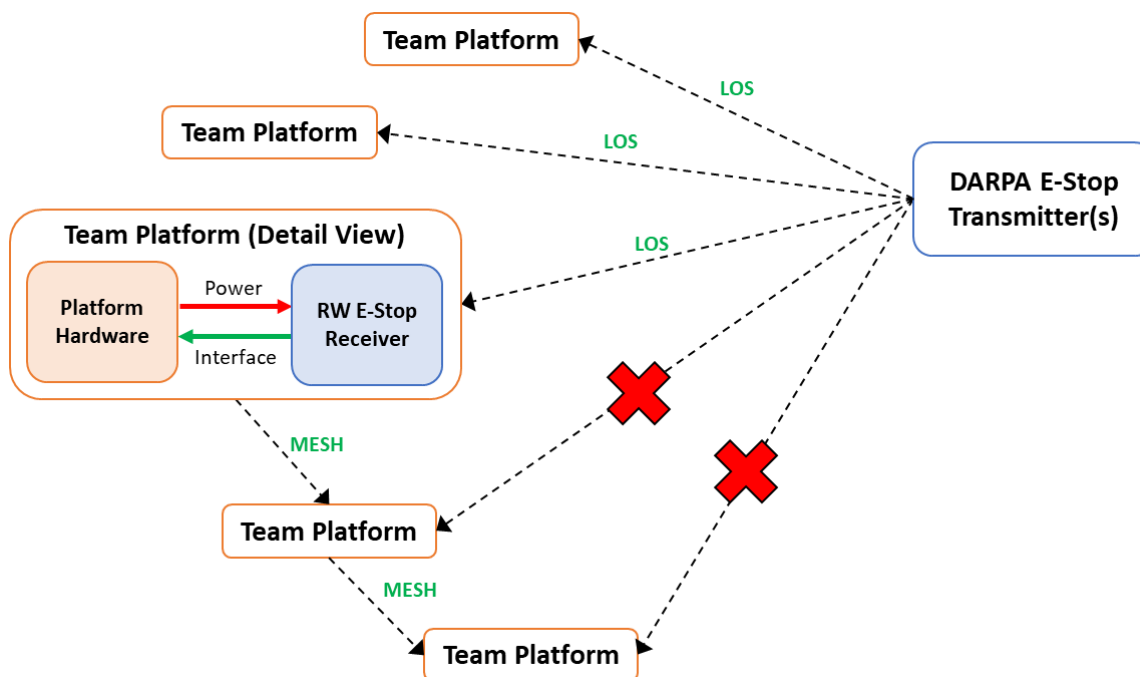 Team Platform
LOS
Team Platform
LOS
DARPA E-Stop
Transmitter(s)
Team Platform (Detail View)
LOS
Platform
Hardware
Power
Interface
RW E-Stop
Receiver
MESH
Team Platform
MESH
Team Platform